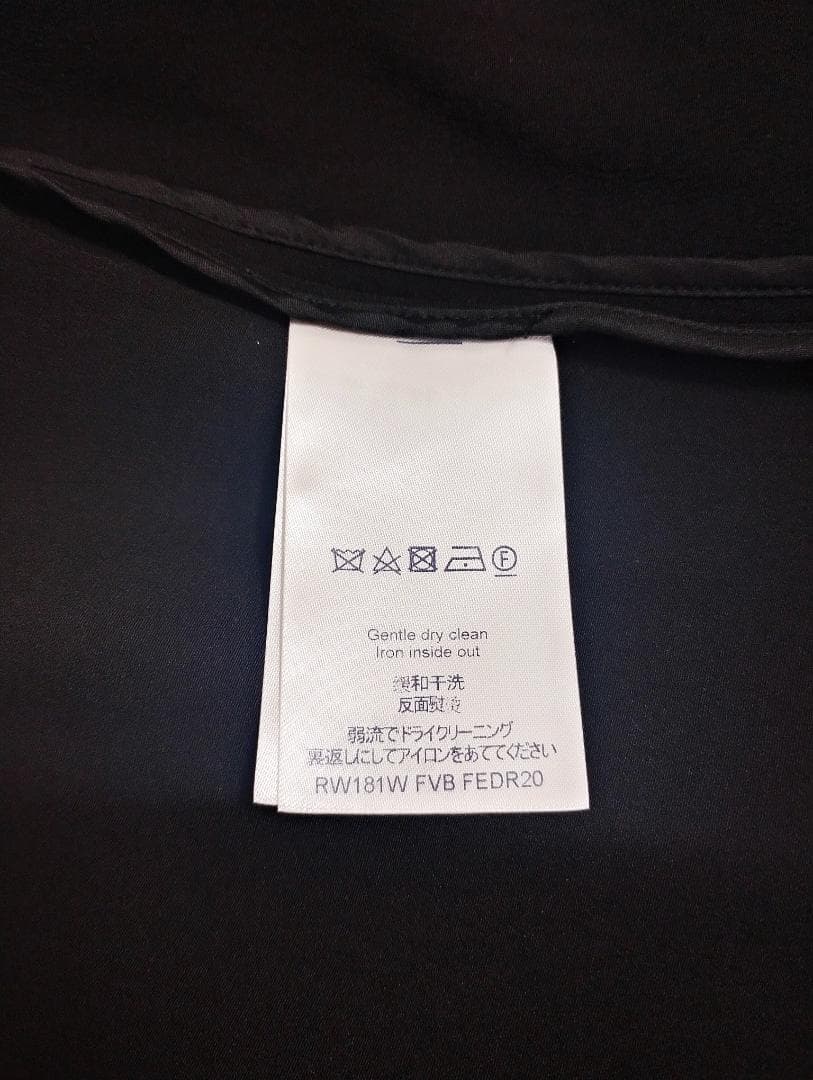 F
Gentle dry clean
Iron inside out
缓和干洗
反面熨烫
弱流でドライクリーニング
裏返しにしてアイロンをあててください
RW181W FVB FEDR20